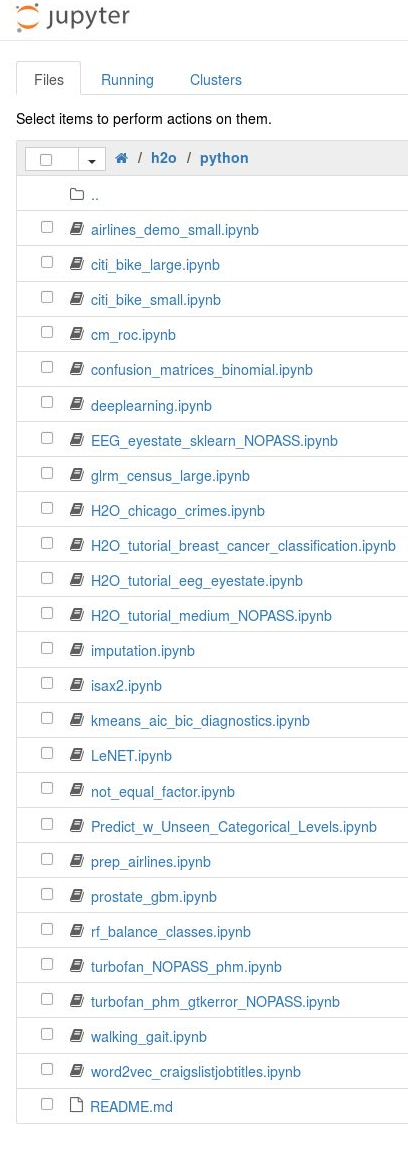 jupyter
Files Running Clusters
Select items to perform actions on them.
/ h2o / python
..
airlines_demo_small.ipynb
citi_bike_large.ipynb
citi_bike_small.ipynb
cm_roc.ipynb
confusion_matrices_binomial.ipynb
deeplearning.ipynb
EEG_eyestate_sklearn_NOPASS.ipynb
glrm_census_large.ipynb
H2O_chicago_crimes.ipynb
H2O_tutorial_breast_cancer_classification.ipynb
H2O_tutorial_eeg_eyestate.ipynb
H2O_tutorial_medium_NOPASS.ipynb
imputation.ipynb
isax2.ipynb
kmeans_aic_bic_diagnostics.ipynb
LeNET.ipynb
not_equal_factor.ipynb
Predict_w_Unseen_Categorical_Levels.ipynb
prep_airlines.ipynb
prostate_gbm.ipynb
rf_balance_classes.ipynb
turbofan_NOPASS_phm.ipynb
turbofan_phm_gtkerror_NOPASS.ipynb
walking_gait.ipynb
word2vec_craigslistjobtitles.ipynb
README.md